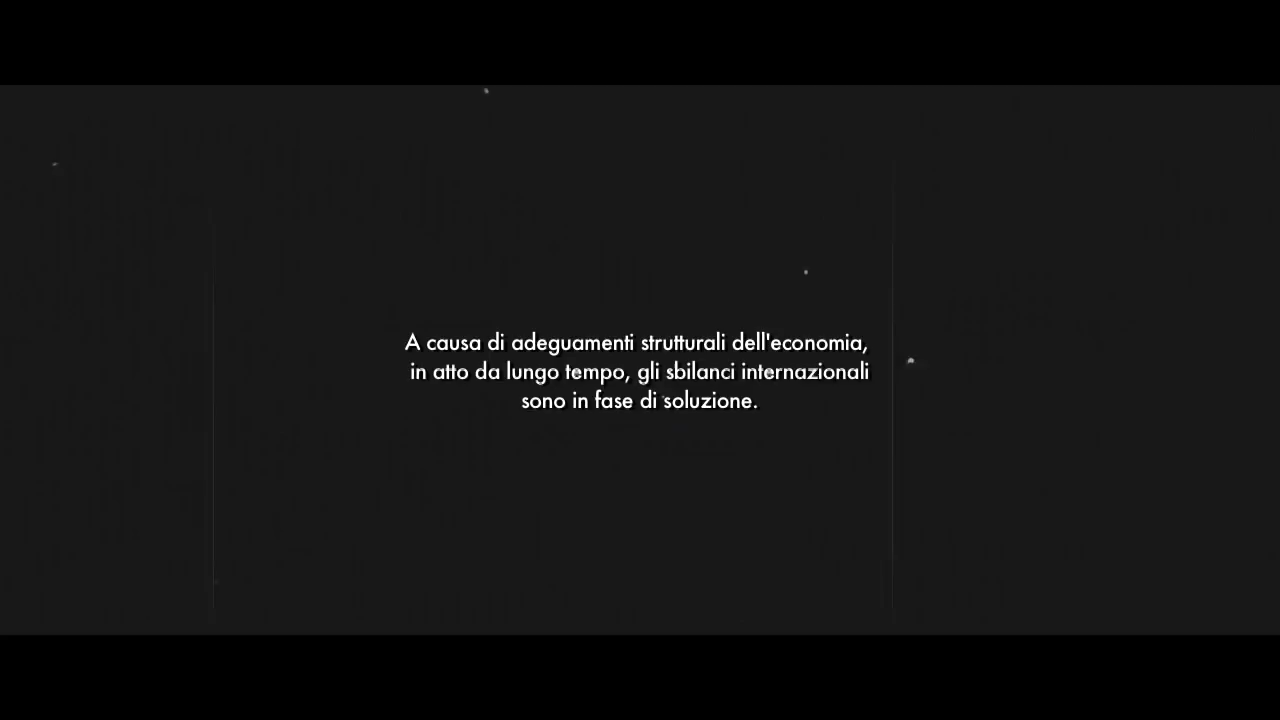 A causa di adeguamenti strutturali dell'economia,
in atto da lungo tempo, gli sbilanci internazionali
sono in fase di soluzione.